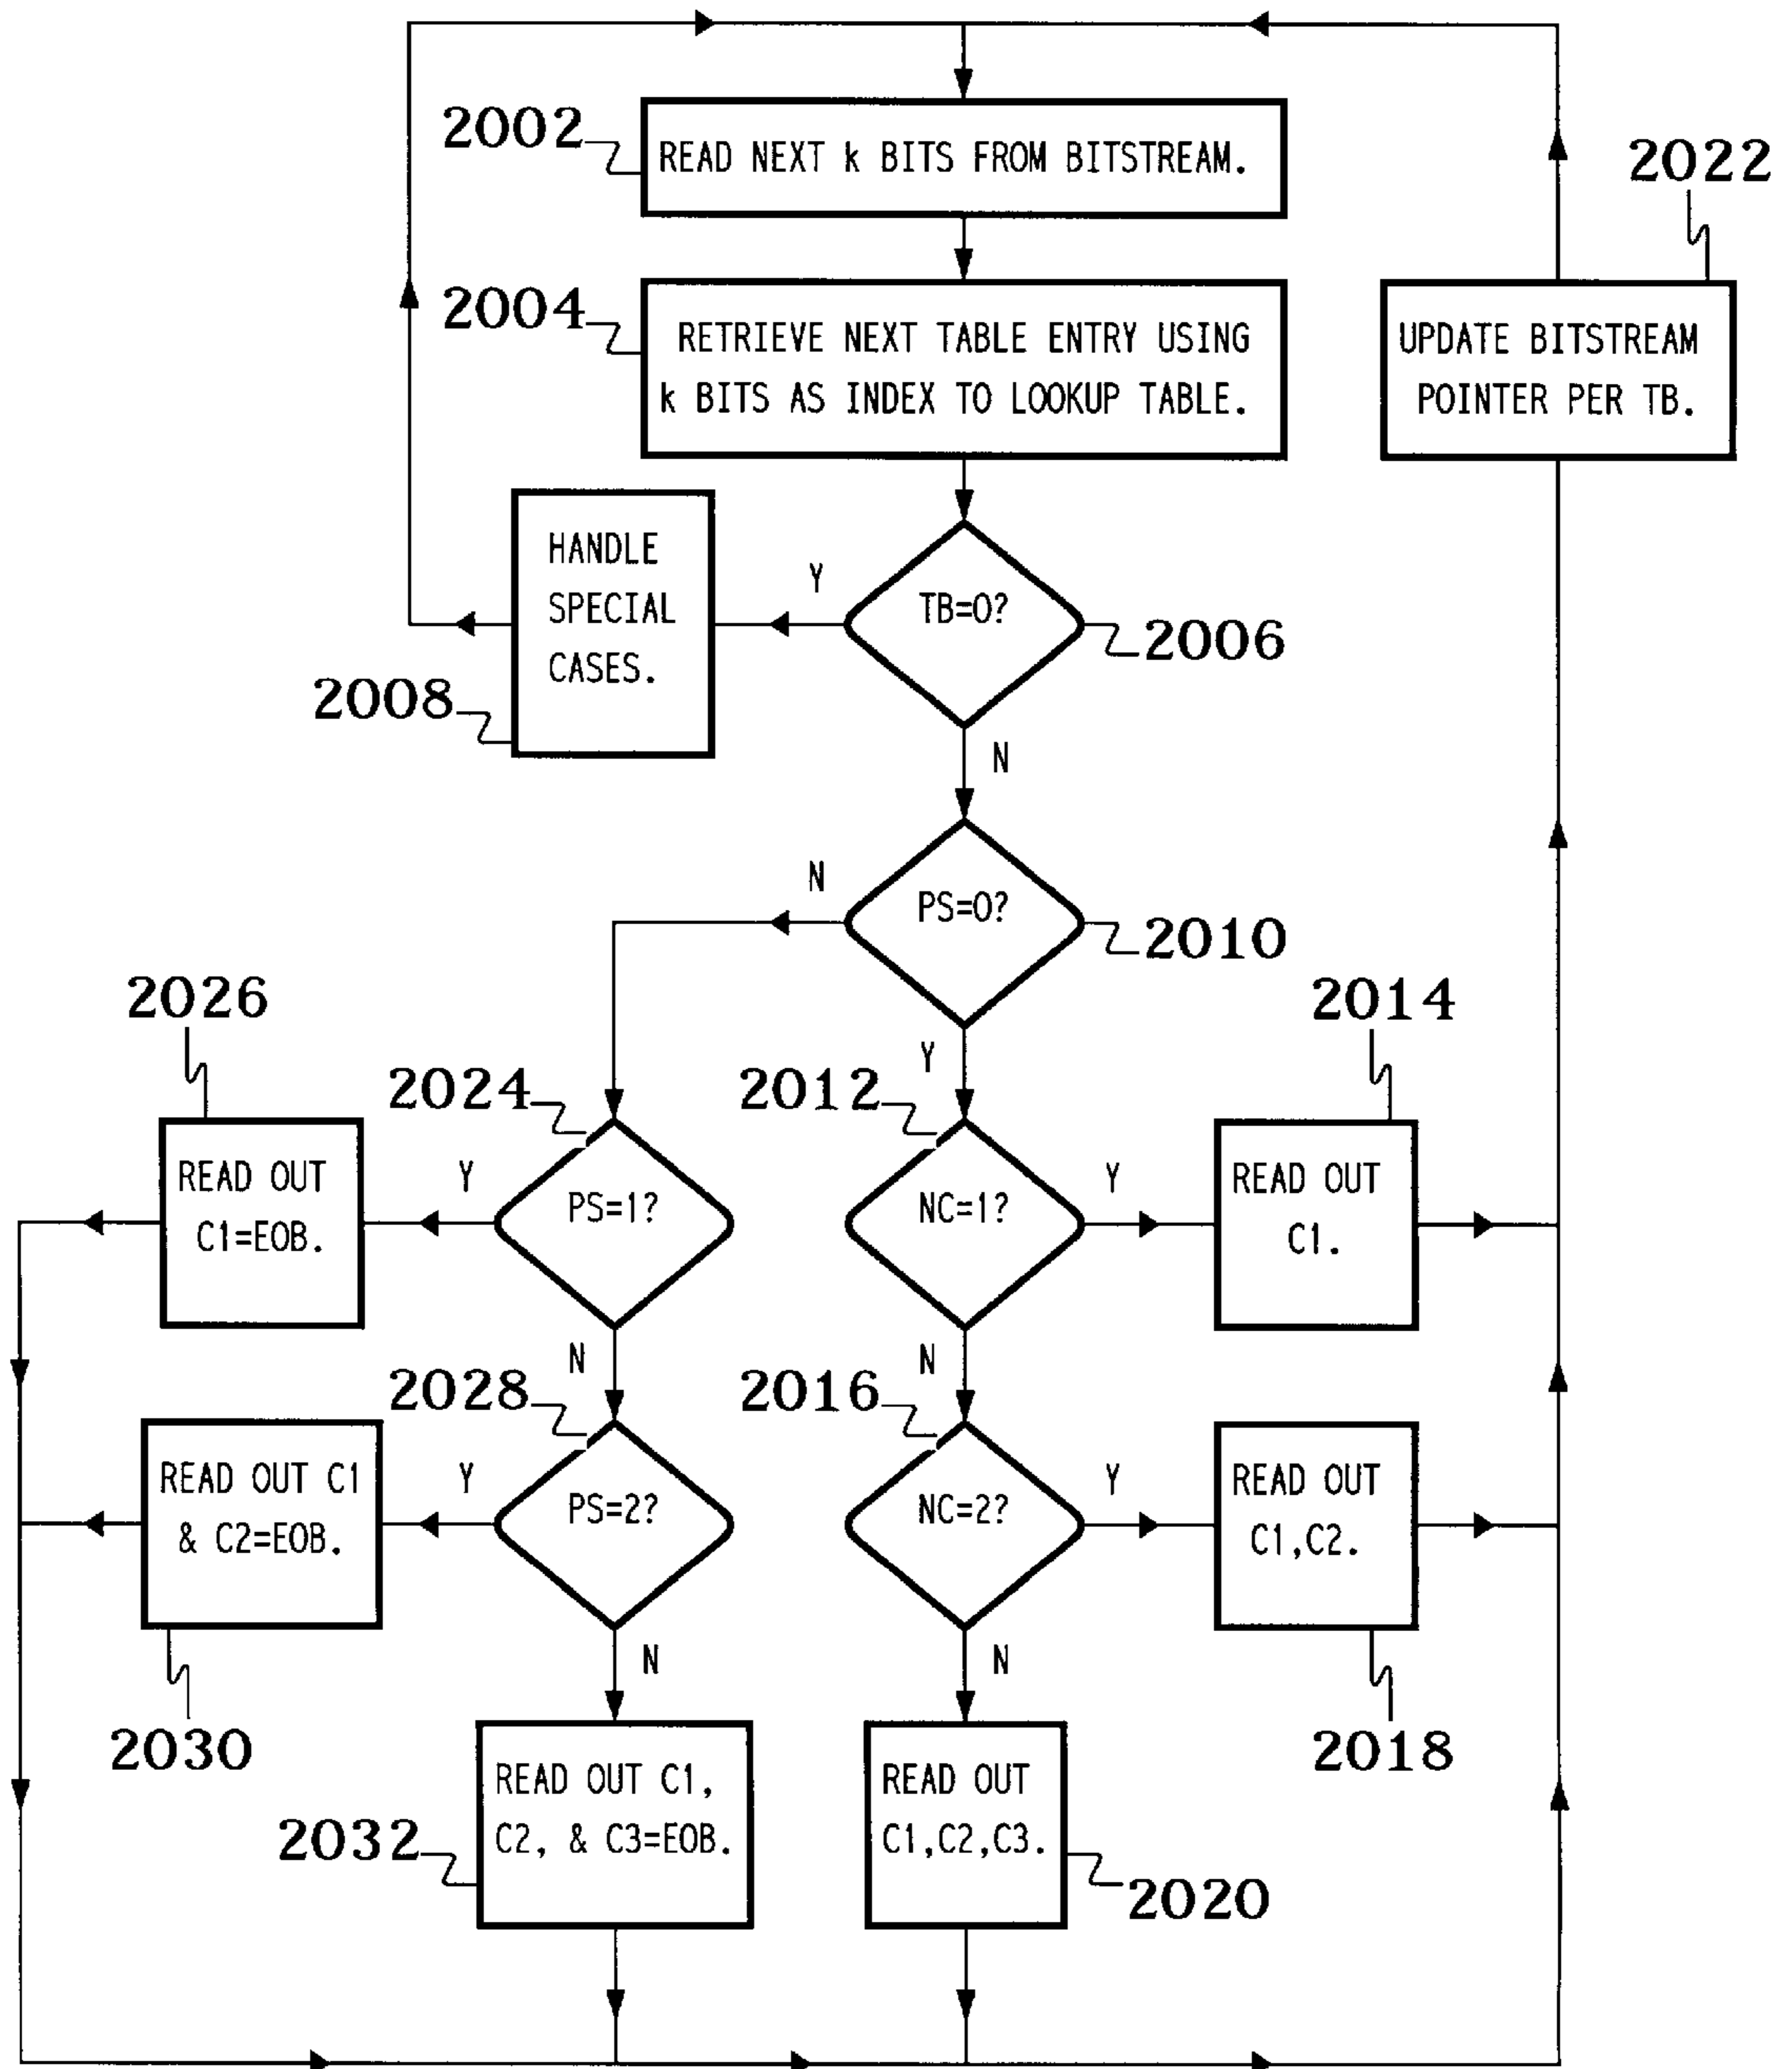 2002
READ NEXT k BITS FROM BITSTREAM.
2022
2004
RETRIEVE NEXT TABLE ENTRY USING
k BITS AS INDEX TO LOOKUP TABLE.
UPDATE BITSTREAM
POINTER PER TB.
HANDLE
SPECIAL
CASES.
2008
Y
TB=0?
2006
N
N
PS=0?
2010
Y
2026
2014
2024
2012
READ OUT
C1=EOB.
Y
PS=1?
N
NC=1?
Y
N
READ OUT
C1.
2028
2016
READ OUT C1
& C2=EOB.
2030
Y
PS=2?
N
NC=2?
Y
N
READ OUT
C1,C2.
2018
READ OUT C1,
C2, & C3=EOB.
2032
READ OUT
C1,C2,C3.
2020